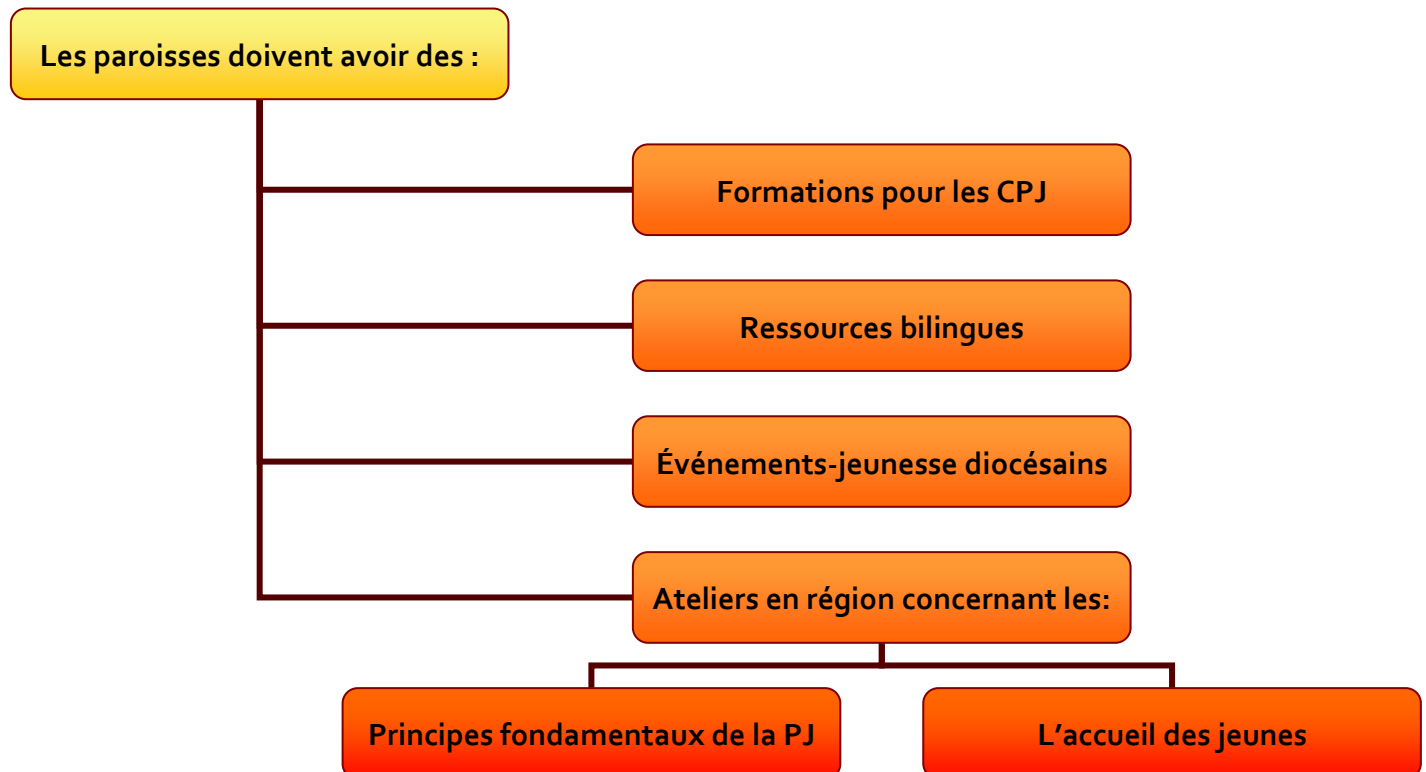 Les paroisses doivent avoir des :
Formations pour les CPJ
Ressources bilingues
Événements-jeunesse diocésains
Ateliers en région concernant les:
Principes fondamentaux de la PJ
L’accueil des jeunes